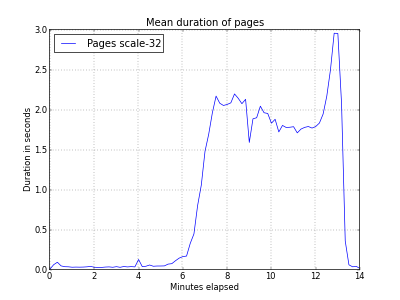 Mean duration of pages
Pages scale-32
Duration in seconds
3.0
2.5
2.0
1.5
1.0
0.5
0.0
0 2 4 6 8 10 12 14
Minutes elapsed